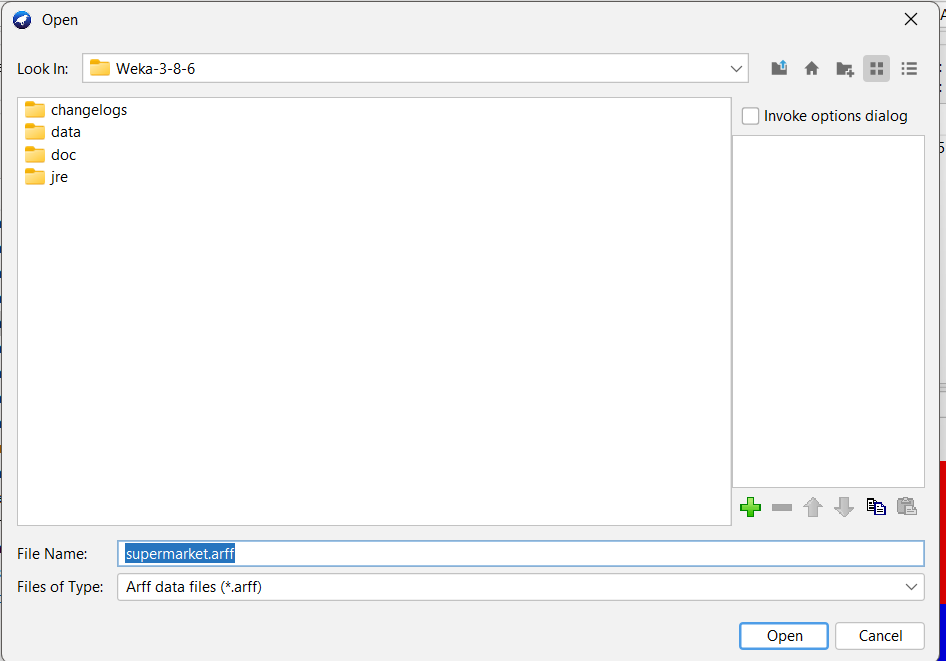 Open
Look In:
Weka-3-8-6
changelogs
data
doc
jre
Invoke options dialog
File Name:
supermarket.arff
Files of Type:
Arff data files (*.arff)
Open
Cancel